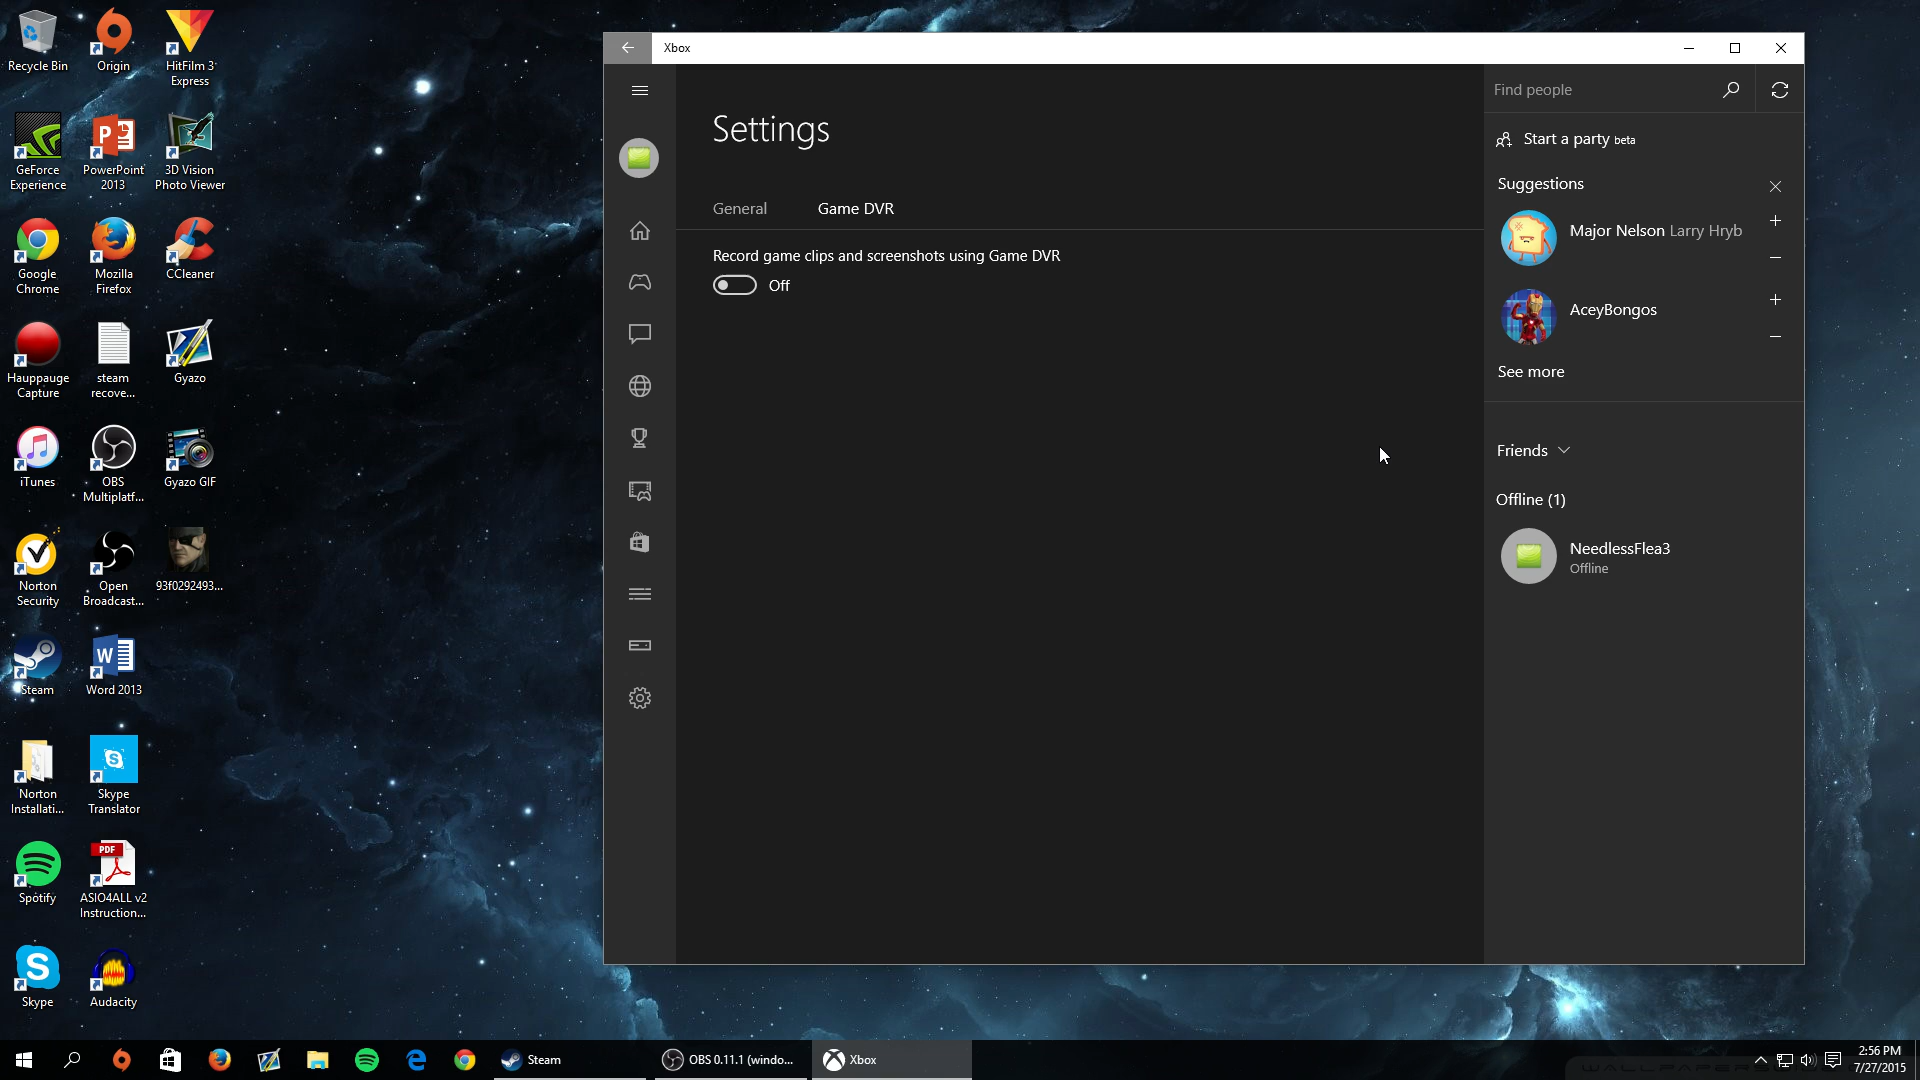 Recycle Bin
Origin
HitFilm 3
Express
GeForce
Experience
PowerPoint
2013
3D Vision
Photo Viewer
Google
Chrome
Mozilla
Firefox
CCleaner
Hauppauge
Capture
steam
recove...
Gyazo
iTunes
OBS
Multiplatf...
Gyazo GIF
Norton
Security
Open
Broadcast...
93f0292493...
Steam
Word 2013
Norton
Installati...
Skype
Translator
Spotify
PDF
ASIO4ALL v2
Instruction...
Skype
Audacity
Xbox
Settings
General
Game DVR
Record game clips and screenshots using Game DVR
Off
Find people
Start a party beta
Suggestions
Major Nelson Larry Hryb
AceyBongos
See more
Friends
Offline (1)
NeedlessFlea3
Offline
Steam
OBS 0.11.1 (windo...
Xbox
2:56 PM
7/27/2015